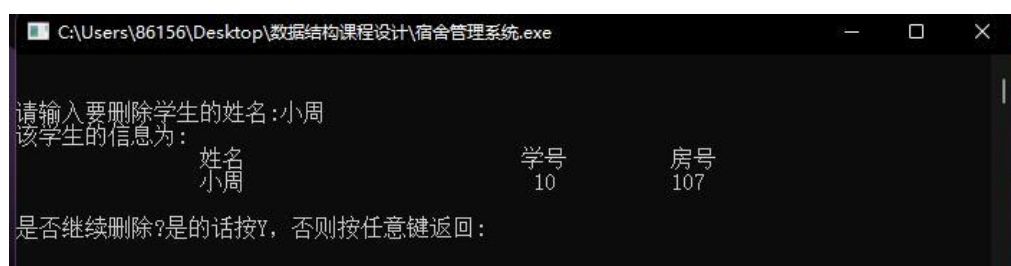 C:\Users\86156\Desktop\数据结构课程设计\宿舍管理系统.exe
请输入要删除学生的姓名:小周
该学生的信息为:
姓名 学号 房号
小周 10 107
是否继续删除?是的话按Y, 否则按任意键返回: